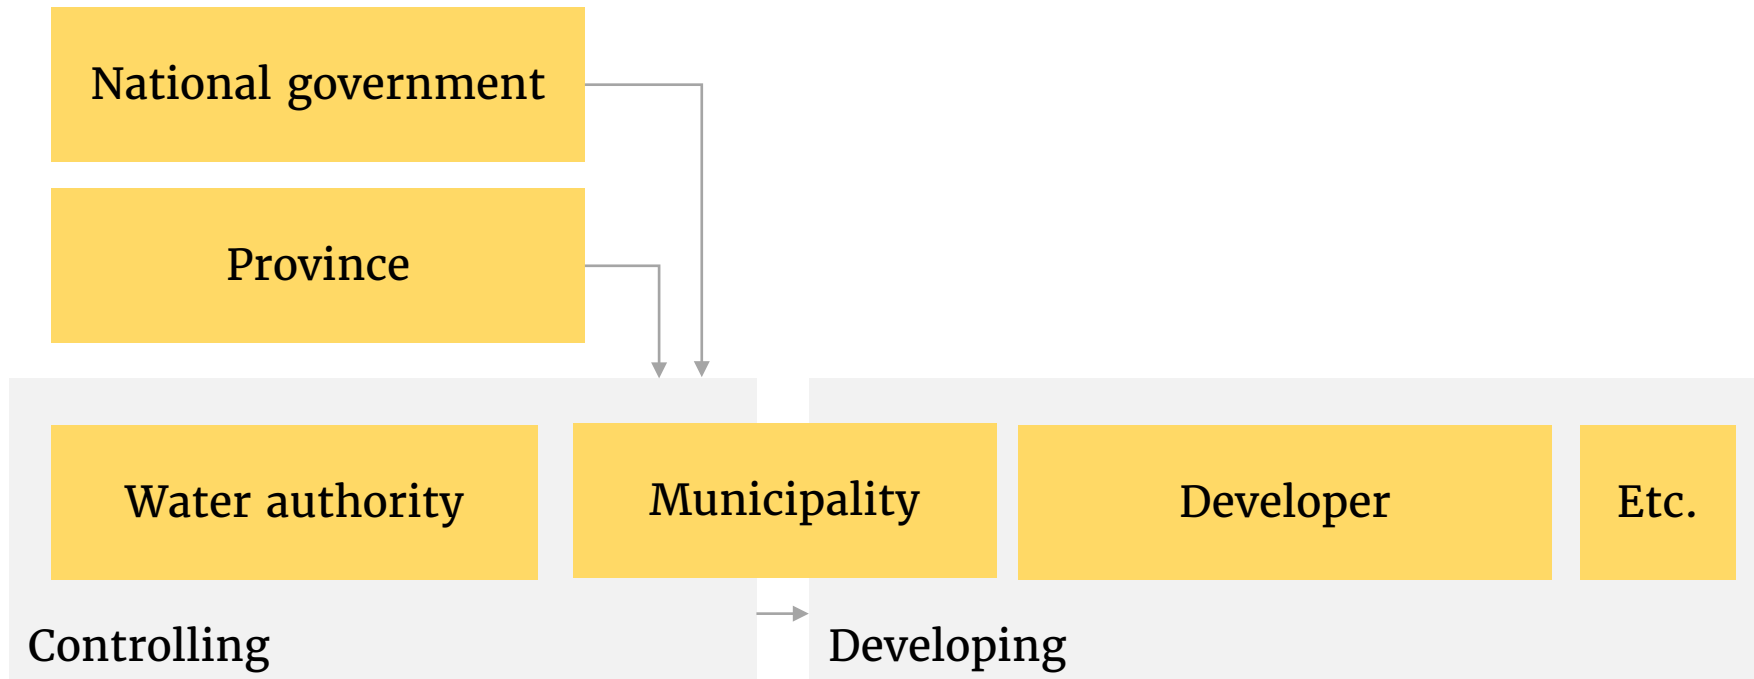 National government
Province
Water authority
Municipality
Developer
Etc.
Controlling
Developing